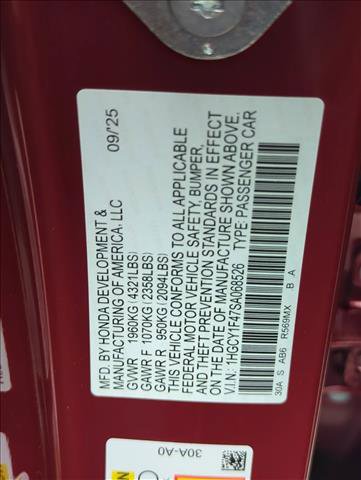 MFD. BY HONDA DEVELOPMENT &
MANUFACTURING OF AMERICA, LLC 09/25
GVWR 1960KG (4321LBS)
GAWR F 1070KG (2358LBS)
GAWR R 950KG (2094LBS)
THIS VEHICLE CONFORMS TO ALL APPLICABLE
FEDERAL MOTOR VEHICLE SAFETY, BUMPER,
AND THEFT PREVENTION STANDARDS IN EFFECT
ON THE DATE OF MANUFACTURE SHOWN ABOVE.
V.I.N.: 1HGCY1F47SA068526 TYPE: PASSENGER CAR
30A S AB6 R569MX B A
30A-A0